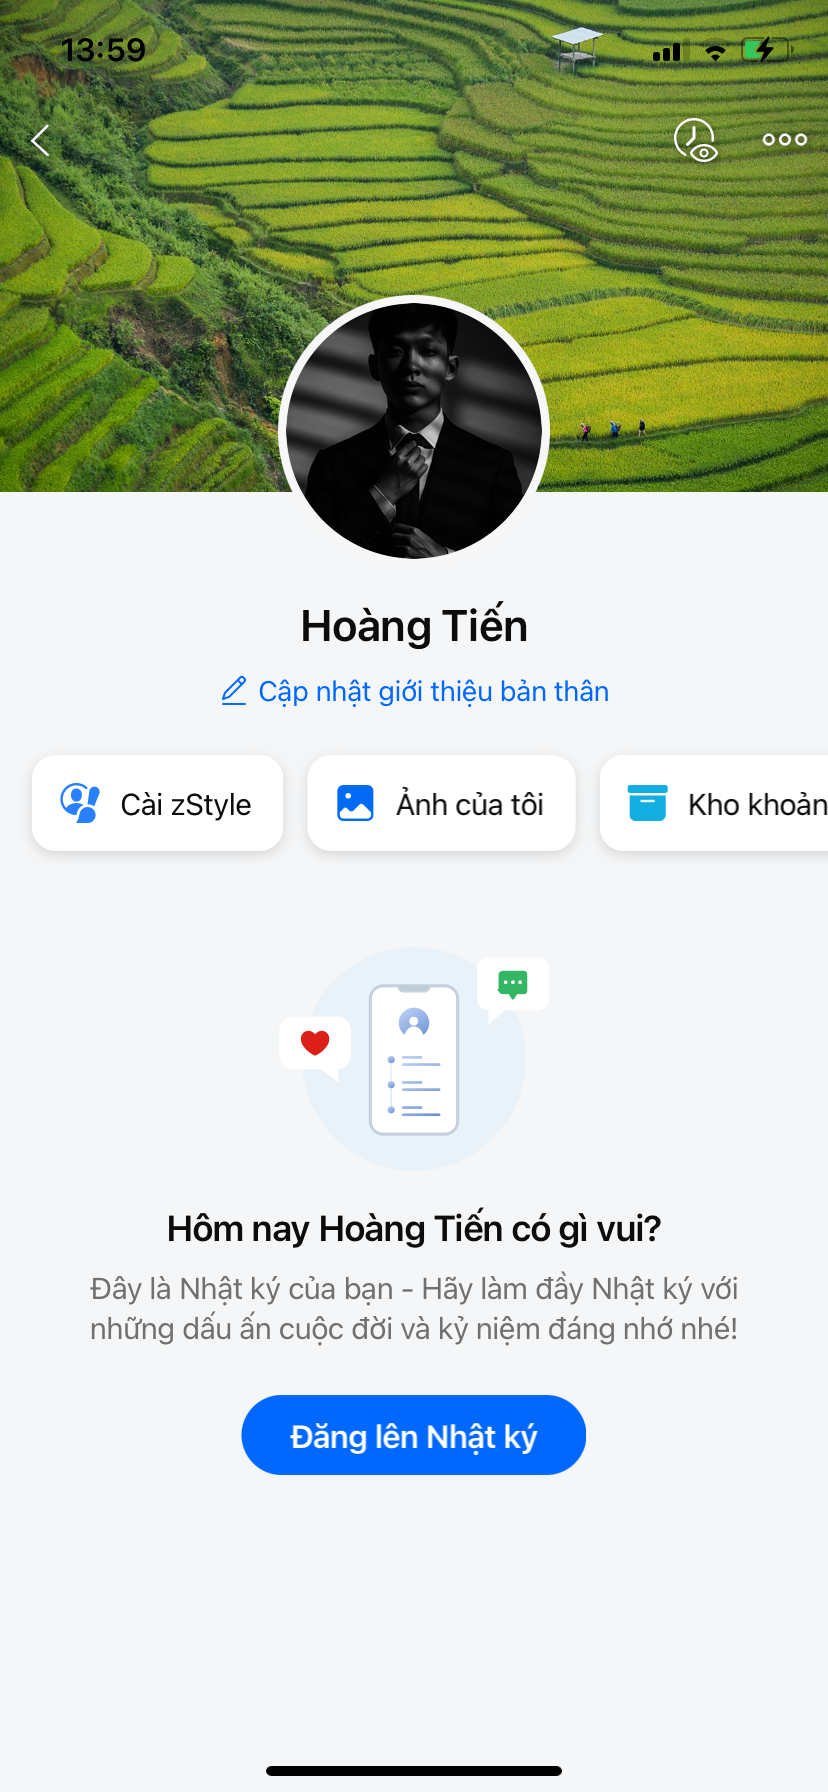 13:59
Hoàng Tiến
Cập nhật giới thiệu bản thân
Cài zStyle
Ảnh của tôi
Kho khoản
Hôm nay Hoàng Tiến có gì vui?
Đây là Nhật ký của bạn - Hãy làm đầy Nhật ký với
những dấu ấn cuộc đời và kỷ niệm đáng nhớ nhé!
Đăng lên Nhật ký